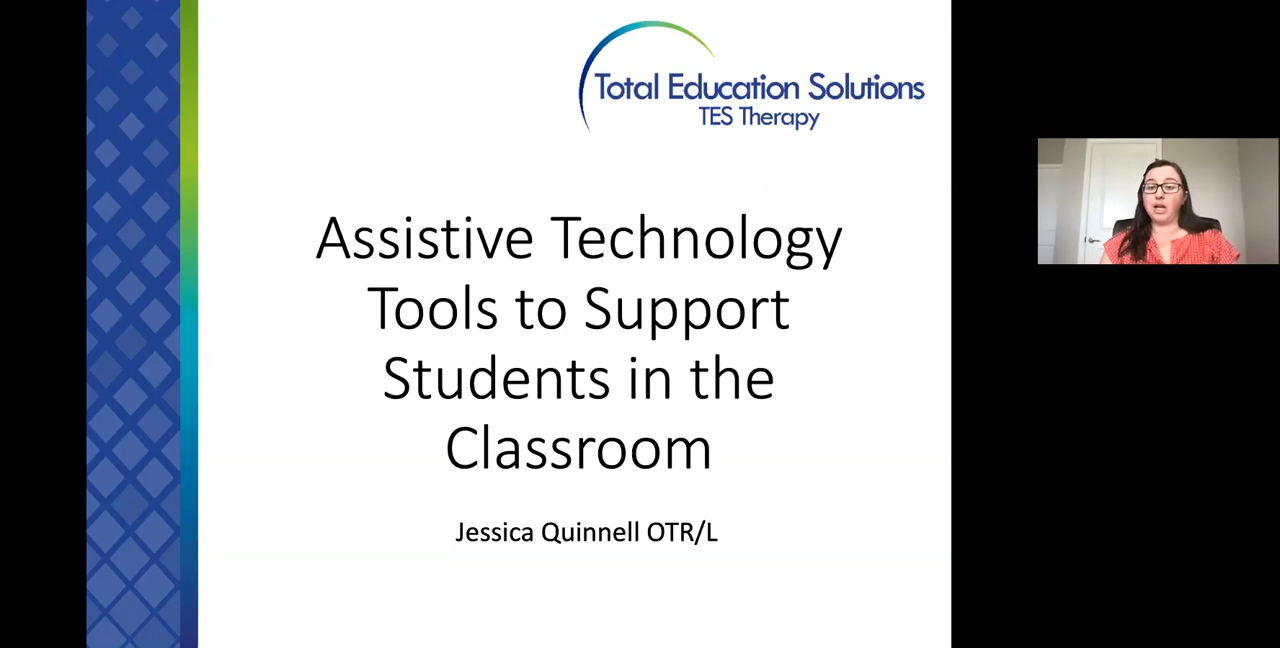 Total Education Solutions
TES Therapy
Assistive Technology
Tools to Support
Students in the
Classroom
Jessica Quinnell OTR/L